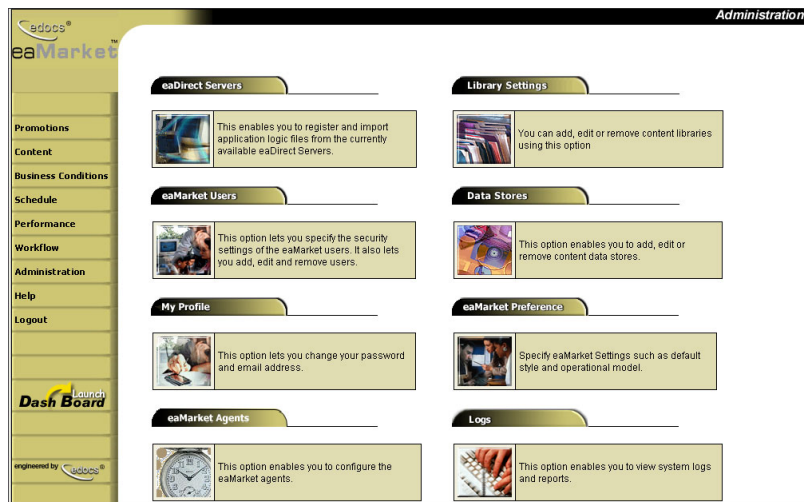 Administration
edocs®
eaMarket™
Promotions
Content
Business Conditions
Schedule
Performance
Workflow
Administration
Help
Logout
Launch
Dash Board
engineered by edocs®
eaDirect Servers
This enables you to register and import
application logic files from the currently
available eaDirect Servers.
Library Settings
You can add, edit or remove content libraries
using this option
eaMarket Users
This option lets you specify the security
settings of the eaMarket users. It also lets
you add, edit and remove users.
Data Stores
This option enables you to add, edit or
remove content data stores.
My Profile
This option lets you change your password
and email address.
eaMarket Preference
Specify eaMarket Settings such as default
style and operational model.
eaMarket Agents
This option enables you to configure the
eaMarket agents.
Logs
This option enables you to view system logs
and reports.